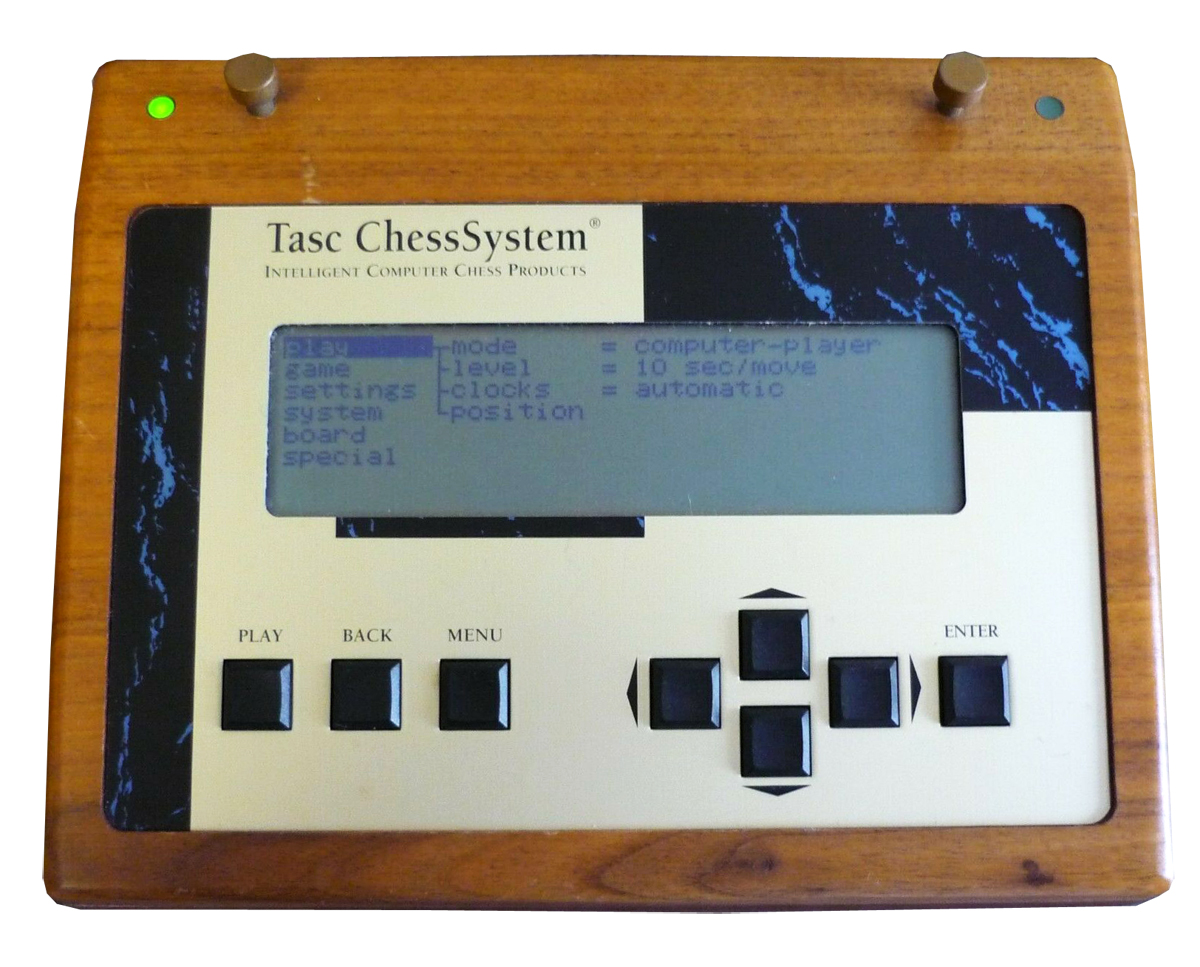 Tasc ChessSystem®
INTELLIGENT COMPUTER CHESS PRODUCTS
play mode = computer-player
game level = 10 sec/move
settings clocks = automatic
system position
board
special
PLAY BACK MENU ENTER